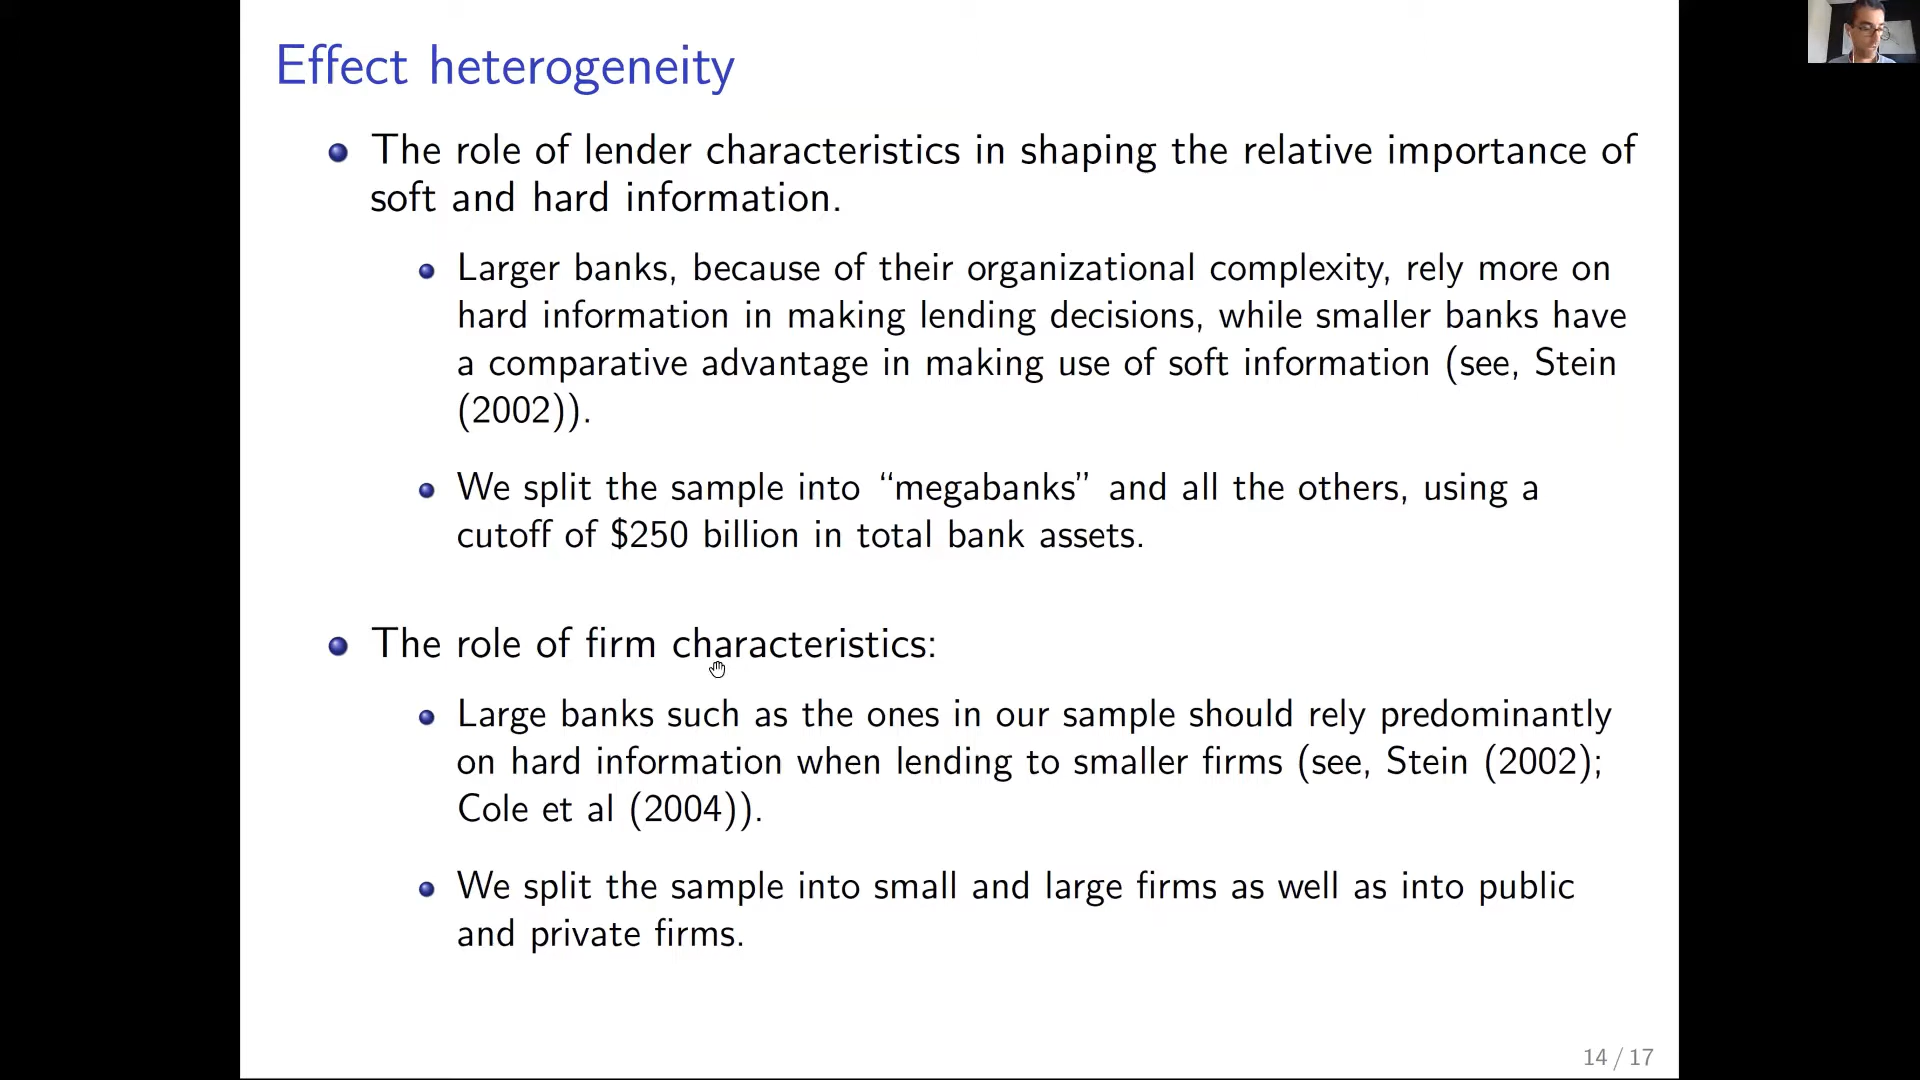 Effect heterogeneity
The role of lender characteristics in shaping the relative importance of
soft and hard information.
Larger banks, because of their organizational complexity, rely more on
hard information in making lending decisions, while smaller banks have
a comparative advantage in making use of soft information (see, Stein
(2002)).
We split the sample into “megabanks” and all the others, using a
cutoff of $250 billion in total bank assets.
The role of firm characteristics:
Large banks such as the ones in our sample should rely predominantly
on hard information when lending to smaller firms (see, Stein (2002);
Cole et al (2004)).
We split the sample into small and large firms as well as into public
and private firms.
14 / 17